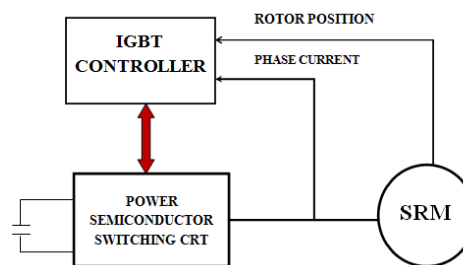 ROTOR POSITION
IGBT
CONTROLLER
PHASE CURRENT
POWER
SEMICONDUCTOR
SWITCHING CRT
SRM